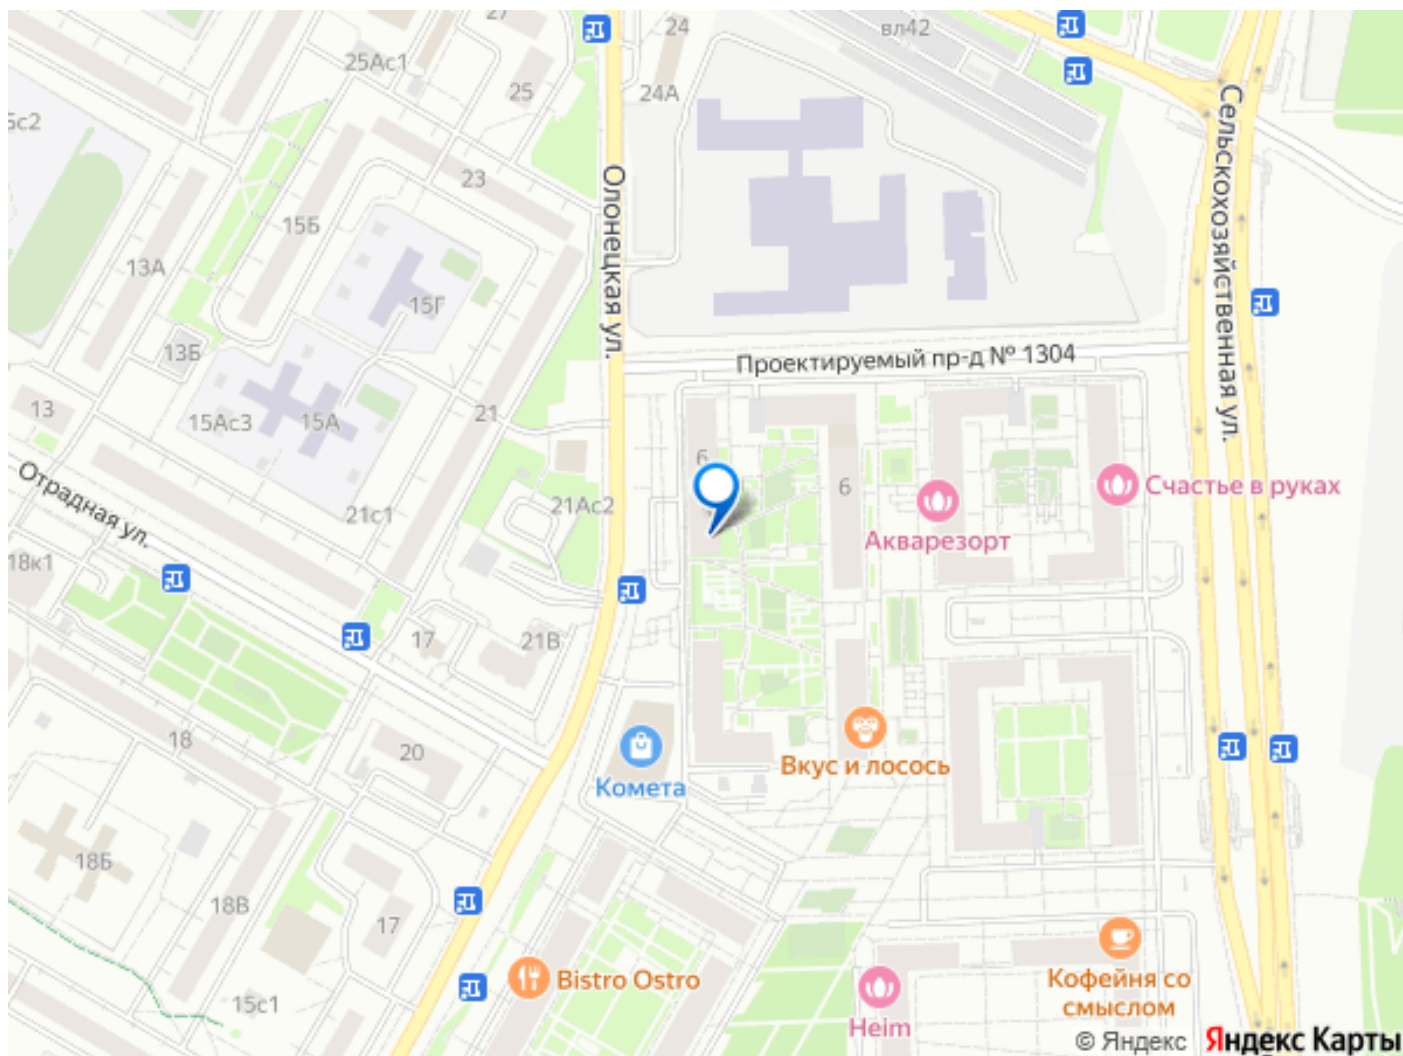 27
24
вл42
25Ас1
25
24А
5с2
23
Олонецкая ул.
Сельскохозяйственная ул.
15Б
13А
15Г
13Б
Проектируемый пр-д № 1304
13
15Ас3
15А
21
6
6
Счастье в руках
Отрадная ул.
21с1
21Ас2
Акварезорт
18к1
17
21В
18
20
Вкус и лосось
Комета
18Б
18В
17
Bistro Ostro
Кофейня со
смыслом
15с1
Heim
© Яндекс
Яндекс Карты